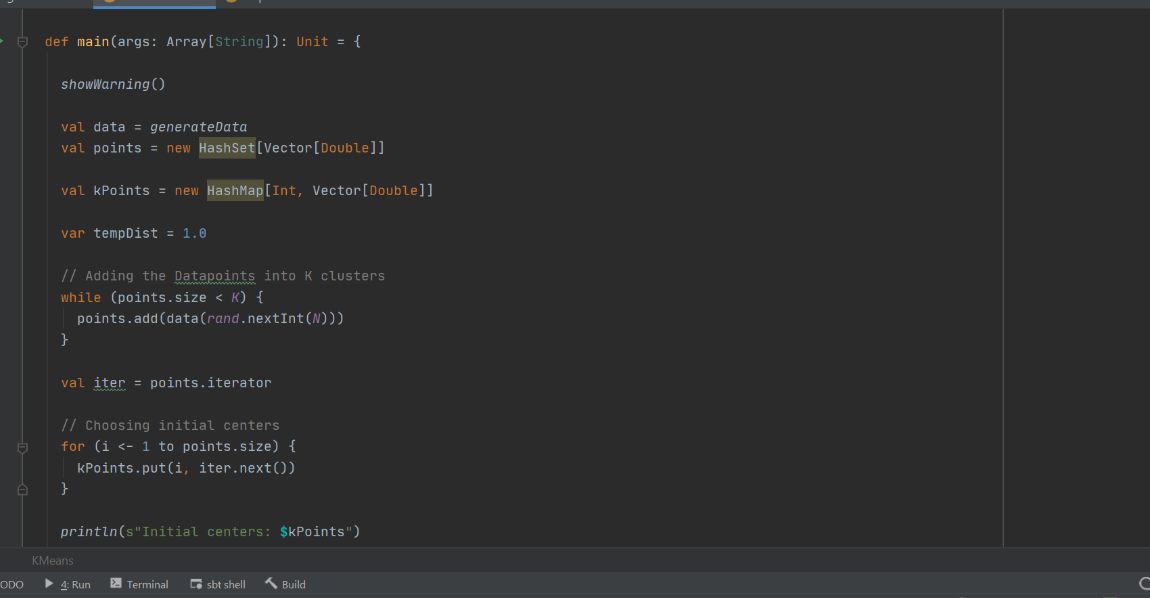 def main(args: Array[String]): Unit = {
showWarning()
val data = generateData
val points = new HashSet[Vector[Double]]
val kPoints = new HashMap[Int, Vector[Double]]
var tempDist = 1.0
// Adding the Datapoints into K clusters
while (points.size < K) {
points.add(data(rand.nextInt(N)))
}
val iter = points.iterator
// Choosing initial centers
for (i <- 1 to points.size) {
kPoints.put(i, iter.next())
}
println(s"Initial centers: $kPoints")
KMeans
ODO 4: Run Terminal sbt shell Build